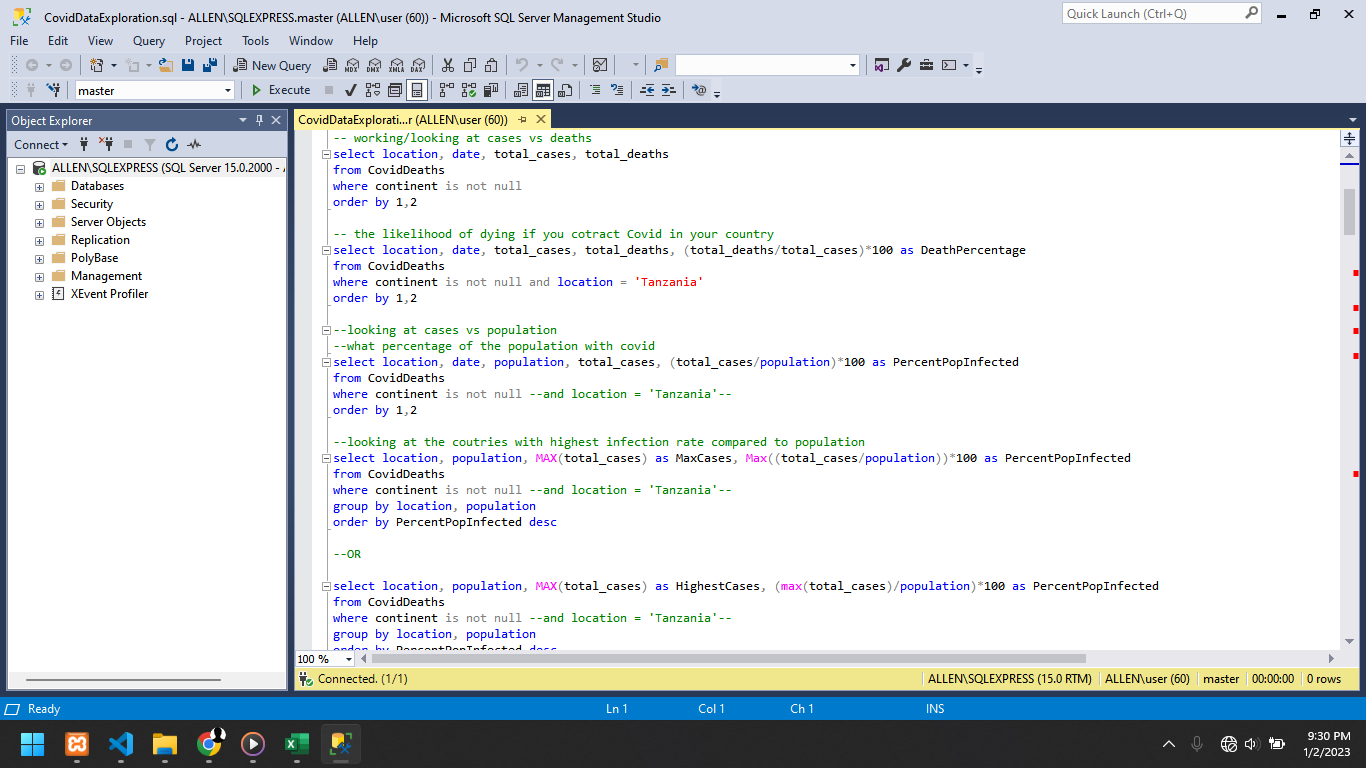 CovidDataExploration.sql - ALLEN\SQLEXPRESS.master (ALLEN\user (60)) - Microsoft SQL Server Management Studio
Quick Launch (Ctrl+Q)
File Edit View Query Project Tools Window Help
New Query MDX DMX XMLA DAX
master Execute
Object Explorer
CovidDataExplorati...r (ALLEN\user (60))
Connect
ALLEN\SQLEXPRESS (SQL Server 15.0.2000 -
Databases
Security
Server Objects
Replication
PolyBase
Management
XEvent Profiler
-- working/looking at cases vs deaths
select location, date, total_cases, total_deaths
from CovidDeaths
where continent is not null
order by 1,2
-- the likelihood of dying if you cotract Covid in your country
select location, date, total_cases, total_deaths, (total_deaths/total_cases)*100 as DeathPercentage
from CovidDeaths
where continent is not null and location = 'Tanzania'
order by 1,2
--looking at cases vs population
--what percentage of the population with covid
select location, date, population, total_cases, (total_cases/population)*100 as PercentPopInfected
from CovidDeaths
where continent is not null --and location = 'Tanzania'--
order by 1,2
--looking at the coutries with highest infection rate compared to population
select location, population, MAX(total_cases) as MaxCases, Max((total_cases/population))*100 as PercentPopInfected
from CovidDeaths
where continent is not null --and location = 'Tanzania'--
group by location, population
order by PercentPopInfected desc
--OR
select location, population, MAX(total_cases) as HighestCases, (max(total_cases)/population)*100 as PercentPopInfected
from CovidDeaths
where continent is not null --and location = 'Tanzania'--
group by location, population
order by PercentPopInfected desc
100 %
Connected. (1/1) ALLEN\SQLEXPRESS (15.0 RTM) ALLEN\user (60) master 00:00:00 0 rows
Ready Ln 1 Col 1 Ch 1 INS
9:30 PM
1/2/2023